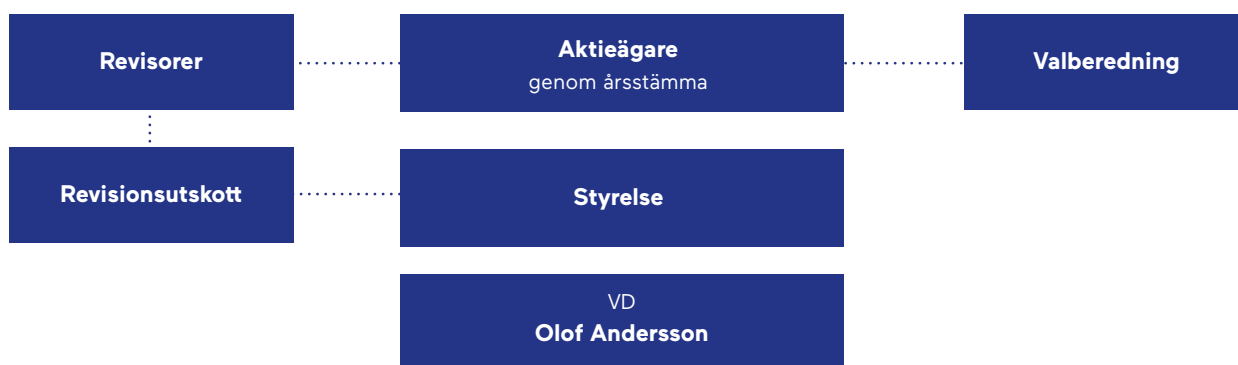 Revisorer
Aktieägare
genom årsstämma
Valberedning
Revisionsutskott
Styrelse
VD
Olof Andersson